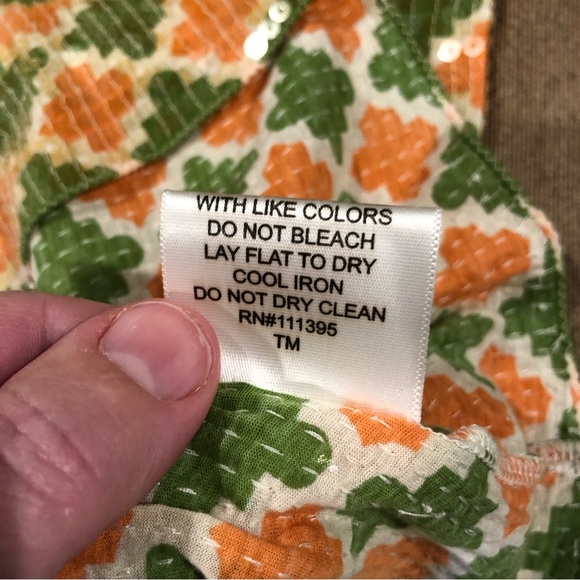 WITH LIKE COLORS
DO NOT BLEACH
LAY FLAT TO DRY
COOL IRON
DO NOT DRY CLEAN
RN#111395
TM